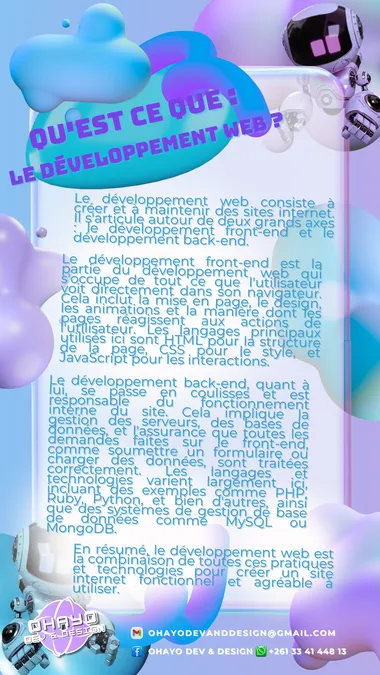 QU'EST CE QUE :
LE DÉVELOPPEMENT WEB ?
Le développement web consiste à
créer et à maintenir des sites internet.
Il s'articule autour de deux grands axes
: le développement front-end et le
développement back-end.
Le développement front-end est la
partie du développement web qui
s'occupe de tout ce que l'utilisateur
voit directement dans son navigateur.
Cela inclut la mise en page, le design,
les animations et la manière dont les
pages réagissent aux actions de
l'utilisateur. Les langages principaux
utilisés ici sont HTML pour la structure
de la page, CSS pour le style, et
JavaScript pour les interactions.
Le développement back-end, quant à
lui, se passe en coulisses et est
responsable du fonctionnement
interne du site. Cela implique la
gestion des serveurs, des bases de
données, et l'assurance que toutes les
demandes faites sur le front-end,
comme soumettre un formulaire ou
charger des données, sont traitées
correctement. Les langages et
technologies varient largement ici,
incluant des exemples comme PHP,
Ruby, Python, et bien d'autres, ainsi
que des systèmes de gestion de base
de données comme MySQL ou
MongoDB.
En résumé, le développement web est
la combinaison de toutes ces pratiques
et technologies pour créer un site
internet fonctionnel et agréable à
utiliser.
OHAYO
DEV & DESIGN
OHAYODEVANDDESIGN@GMAIL.COM
OHAYO DEV & DESIGN +261 33 41 448 13